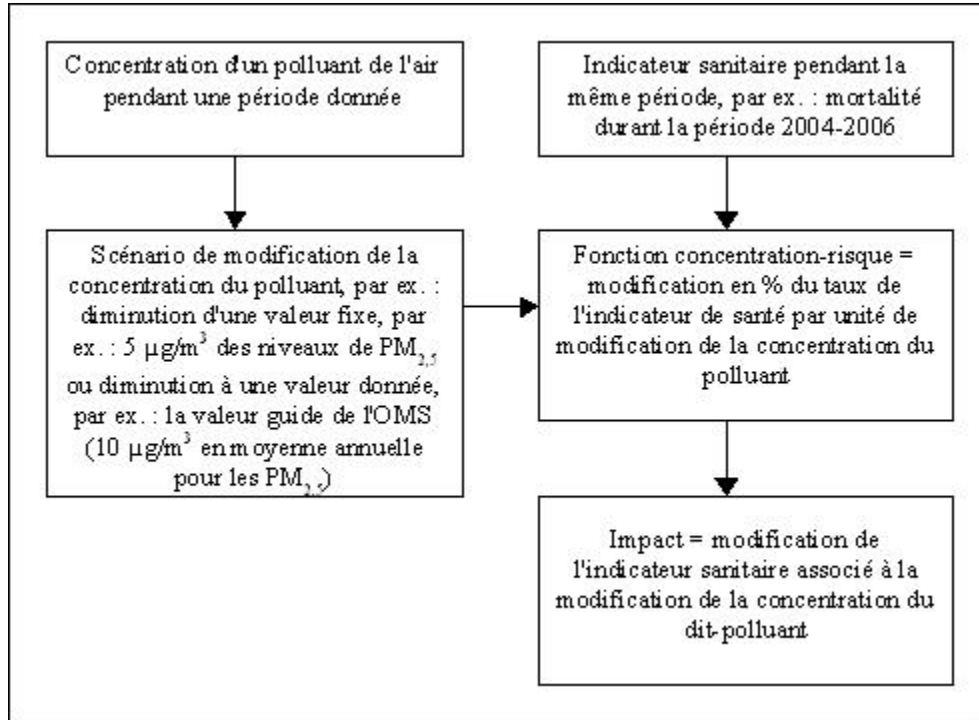 Concentration d'un polluant de l'air
pendant une période donnée
Indicateur sanitaire pendant la
même période, par ex. : mortalité
durant la période 2004-2006
Scénario de modification de la
concentration du polluant, par ex. :
diminution d'une valeur fixe, par
ex. : 5 µg/m³ des niveaux de PM₂,₅
ou diminution à une valeur donnée,
par ex. : la valeur guide de l'OMS
(10 µg/m³ en moyenne annuelle
pour les PM₂,₅)
Fonction concentration-risque =
modification en % du taux de
l'indicateur de santé par unité de
modification de la concentration du
polluant
Impact = modification de
l'indicateur sanitaire associé à la
modification de la concentration du
dit-polluant